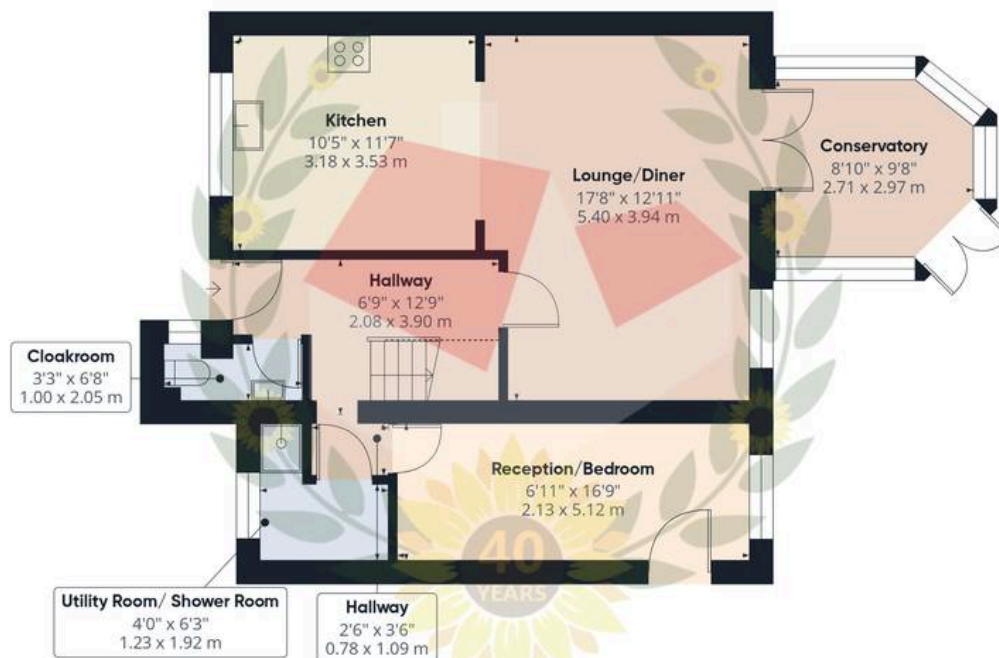 Kitchen
10'5" x 11'7"
3.18 x 3.53 m
Lounge/Diner
17'8" x 12'11"
5.40 x 3.94 m
Conservatory
8'10" x 9'8"
2.71 x 2.97 m
Hallway
6'9" x 12'9"
2.08 x 3.90 m
Cloakroom
3'3" x 6'8"
1.00 x 2.05 m
Reception/Bedroom
6'11" x 16'9"
2.13 x 5.12 m
40
YEARS
Utility Room/ Shower Room
4'0" x 6'3"
1.23 x 1.92 m
Hallway
2'6" x 3'6"
0.78 x 1.09 m